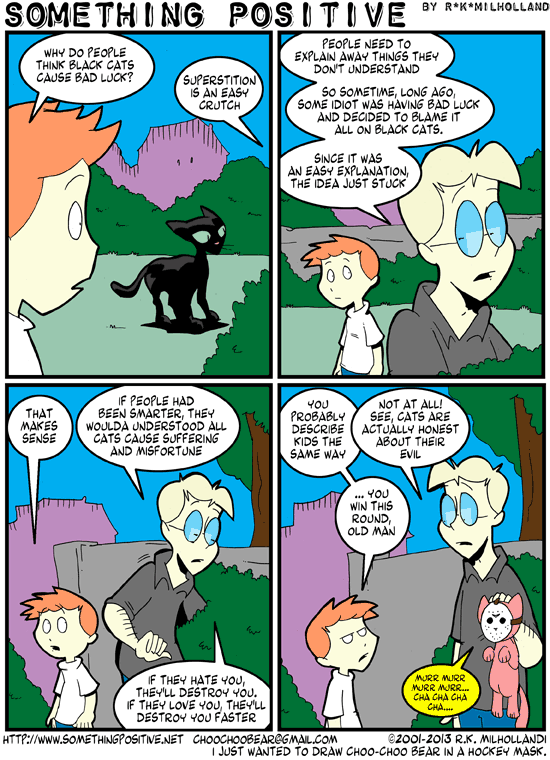 SOMETHING POSITIVE BY R*K*MILHOLLAND
WHY DO PEOPLE
THINK BLACK CATS
CAUSE BAD LUCK?
SUPERSTITION
IS AN EASY
CRUTCH
PEOPLE NEED TO
EXPLAIN AWAY THINGS THEY
DON'T UNDERSTAND
SO SOMETIME, LONG AGO,
SOME IDIOT WAS HAVING BAD LUCK
AND DECIDED TO BLAME IT
ALL ON BLACK CATS.
SINCE IT WAS
AN EASY EXPLANATION,
THE IDEA JUST STUCK
THAT
MAKES
SENSE
IF PEOPLE HAD
BEEN SMARTER, THEY
WOULDA UNDERSTOOD ALL
CATS CAUSE SUFFERING
AND MISFORTUNE
IF THEY HATE YOU,
THEY'LL DESTROY YOU.
IF THEY LOVE YOU, THEY'LL
DESTROY YOU FASTER
YOU
PROBABLY
DESCRIBE
KIDS THE
SAME WAY
NOT AT ALL!
SEE, CATS ARE
ACTUALLY HONEST
ABOUT THEIR
EVIL
... YOU
WIN THIS
ROUND,
OLD MAN
MURR MURR
MURR MURR...
CHA CHA CHA
CHA....
HTTP://WWW.SOMETHINGPOSITIVE.NET CHOOCHOOBEAR@GMAIL.COM ©2001-2013 R.K. MILHOLLAND!
I JUST WANTED TO DRAW CHOO-CHOO BEAR IN A HOCKEY MASK.